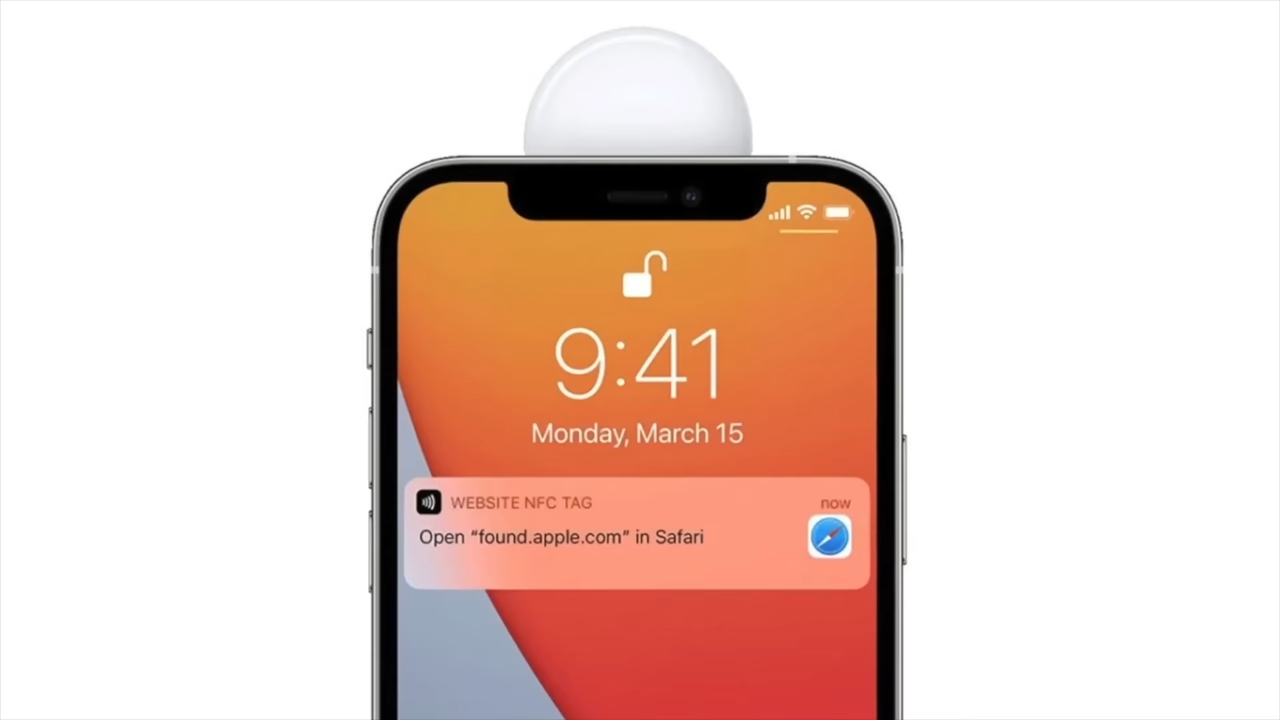 9:41
Monday, March 15
WEBSITE NFC TAG now
Open “found.apple.com” in Safari